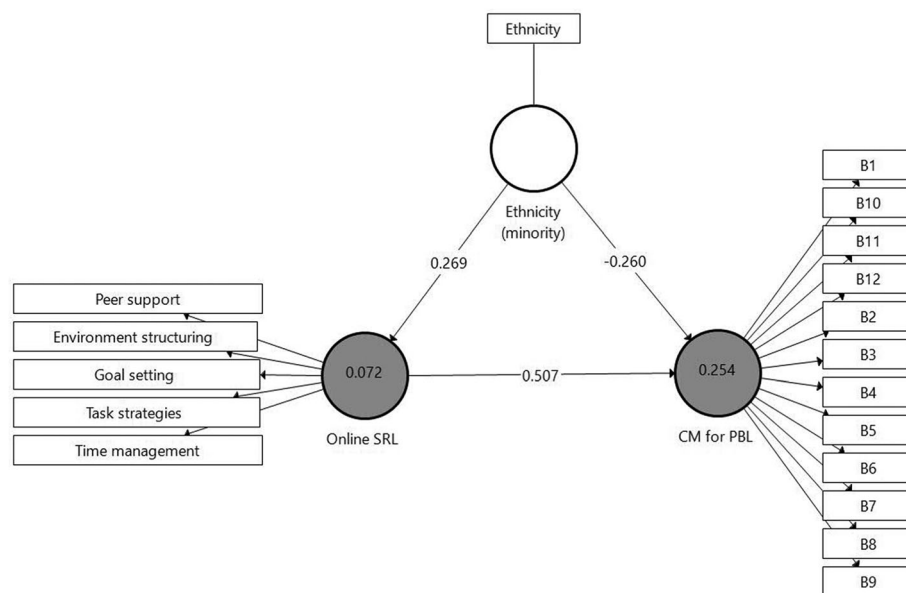 Ethnicity
Ethnicity
(minority)
0.269
-0.260
Peer support
Environment structuring
Goal setting
Task strategies
Time management
0.072
Online SRL
0.507
0.254
CM for PBL
B1
B10
B11
B12
B2
B3
B4
B5
B6
B7
B8
B9